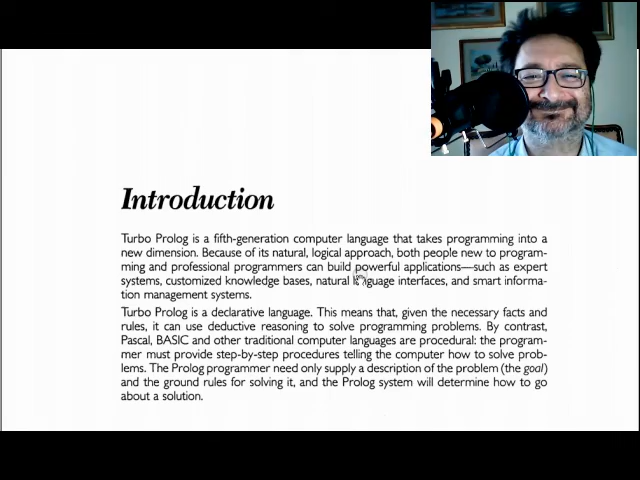 Introduction
Turbo Prolog is a fifth-generation computer language that takes programming into a
new dimension. Because of its natural, logical approach, both people new to program-
ming and professional programmers can build powerful applications—such as expert
systems, customized knowledge bases, natural language interfaces, and smart informa-
tion management systems.
Turbo Prolog is a declarative language. This means that, given the necessary facts and
rules, it can use deductive reasoning to solve programming problems. By contrast,
Pascal, BASIC and other traditional computer languages are procedural: the program-
mer must provide step-by-step procedures telling the computer how to solve prob-
lems. The Prolog programmer need only supply a description of the problem (the goal)
and the ground rules for solving it, and the Prolog system will determine how to go
about a solution.